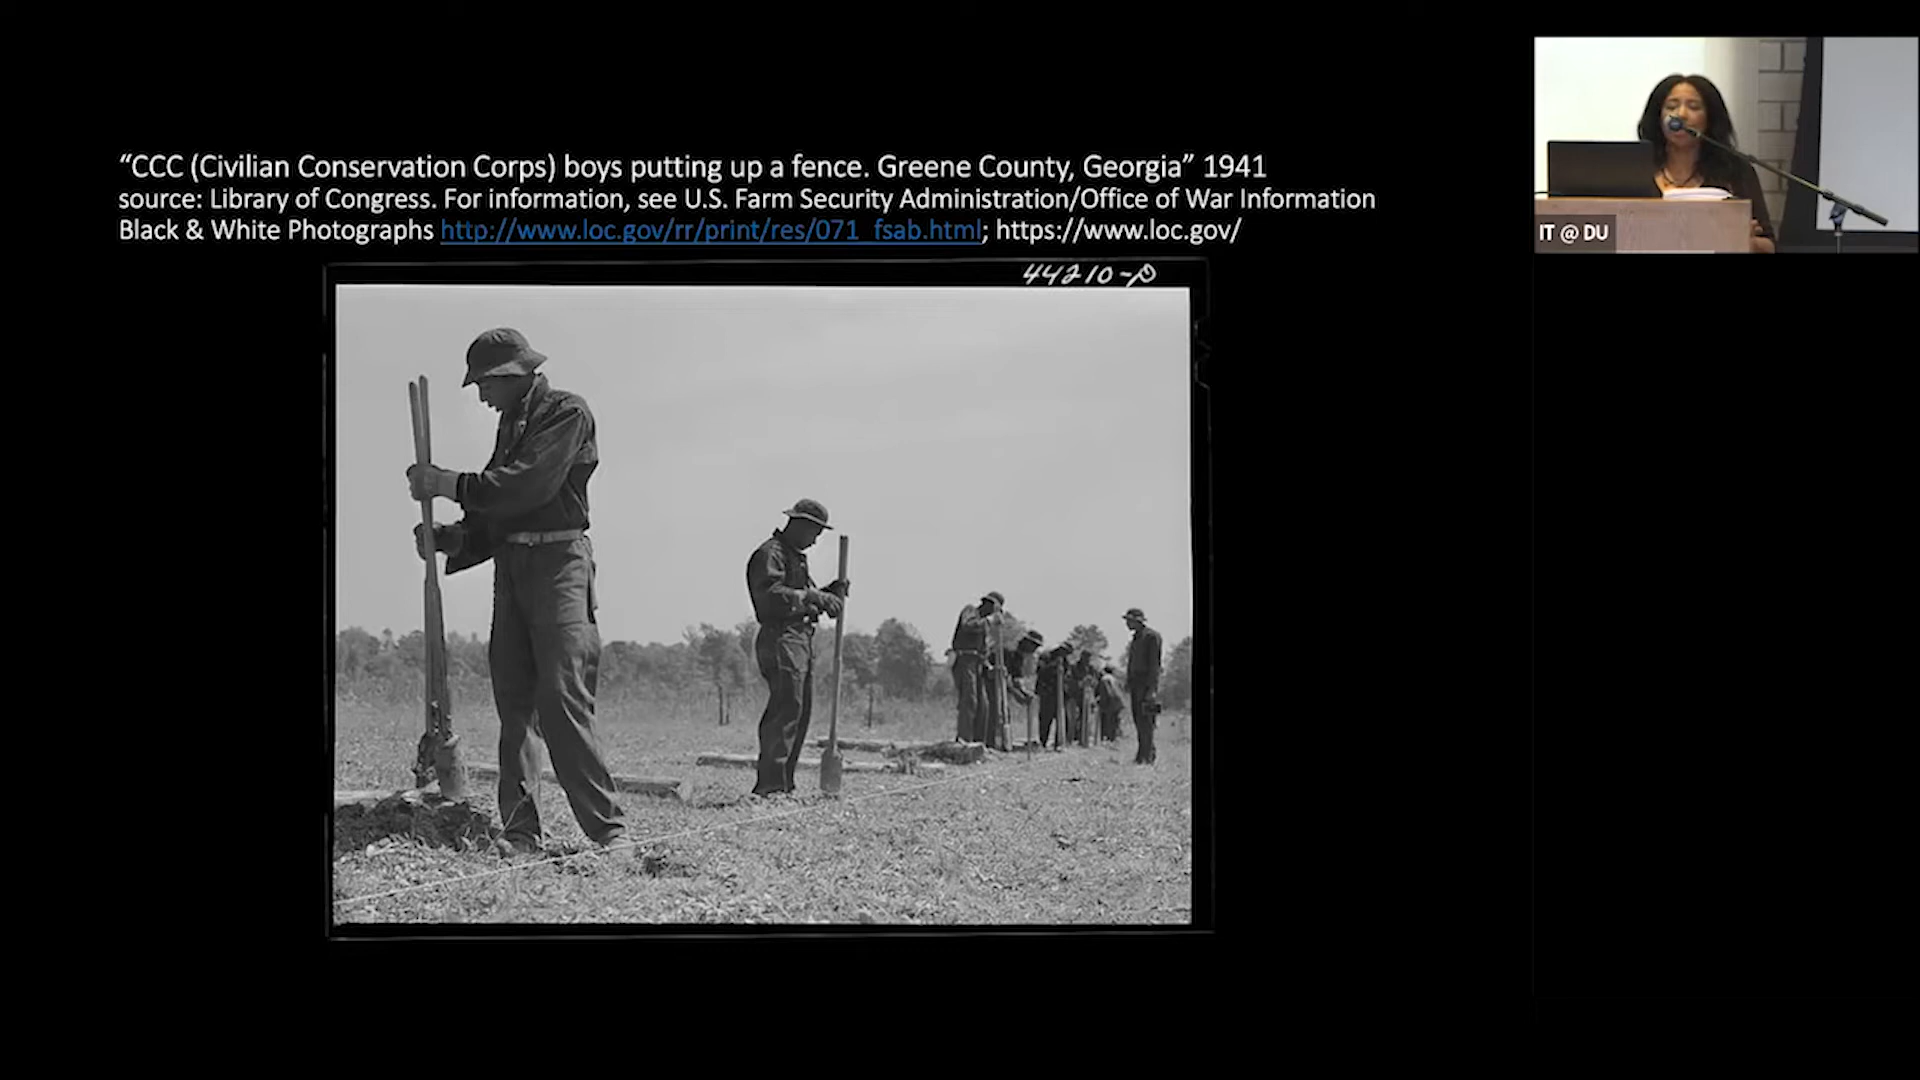 “CCC (Civilian Conservation Corps) boys putting up a fence. Greene County, Georgia” 1941
source: Library of Congress. For information, see U.S. Farm Security Administration/Office of War Information
Black & White Photographs http://www.loc.gov/rr/print/res/071_fsab.html; https://www.loc.gov/
44210-D
IT @ DU